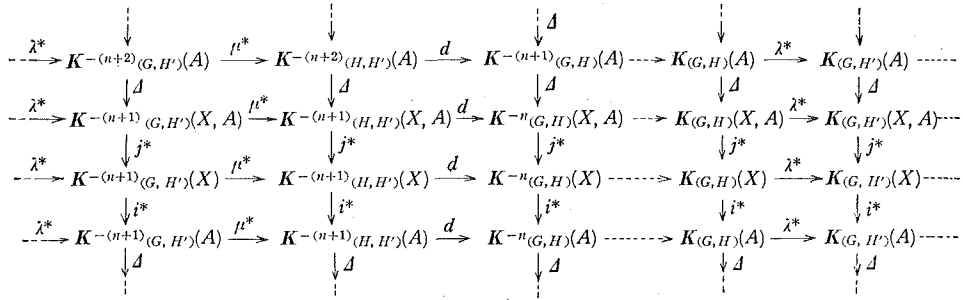 Δ
λ* K^{-(n+2)}_{(G, H')}(A) μ* K^{-(n+2)}_{(H, H')}(A) d K^{-(n+1)}_{(G, H)}(A) K_{(G, H)}(A) λ* K_{(G, H')}(A)
Δ Δ Δ Δ Δ
λ* K^{-(n+1)}_{(G, H')}(X, A) μ* K^{-(n+1)}_{(H, H')}(X, A) d K^{-n}_{(G, H)}(X, A) K_{(G, H)}(X, A) λ* K_{(G, H')}(X, A)
j* j* j* j* j*
λ* K^{-(n+1)}_{(G, H')}(X) μ* K^{-(n+1)}_{(H, H')}(X) d K^{-n}_{(G, H)}(X) K_{(G, H)}(X) λ* K_{(G, H')}(X)
i* i* i* i* i*
λ* K^{-(n+1)}_{(G, H')}(A) μ* K^{-(n+1)}_{(H, H')}(A) d K^{-n}_{(G, H)}(A) K_{(G, H)}(A) λ* K_{(G, H')}(A)
Δ Δ Δ Δ Δ